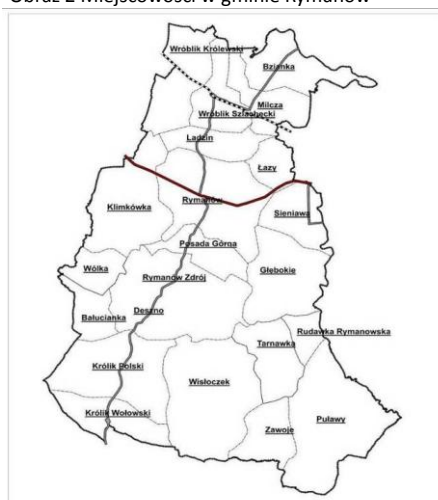 Obraz 2 Miejscowości w gminie Rymanów
Wróblik Królewski
Bzianka
Milcza
Wróblik Szlachecki
Ladzin
Łazy
Klimkówka
Rymanów
Sieniawa
Posada Górna
Wólka
Rymanów Zdrój
Głębokie
Bałucianka
Deszno
Rudawka Rymanowska
Tarnawka
Królik Polski
Wisłoczek
Królik Wołowski
Puławy
Zawoje